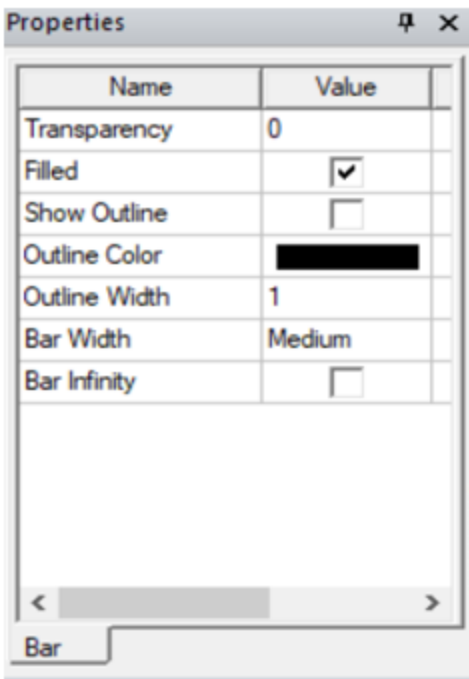 Properties
Name Value
Transparency 0
Filled
Show Outline
Outline Color
Outline Width 1
Bar Width Medium
Bar Infinity
Bar